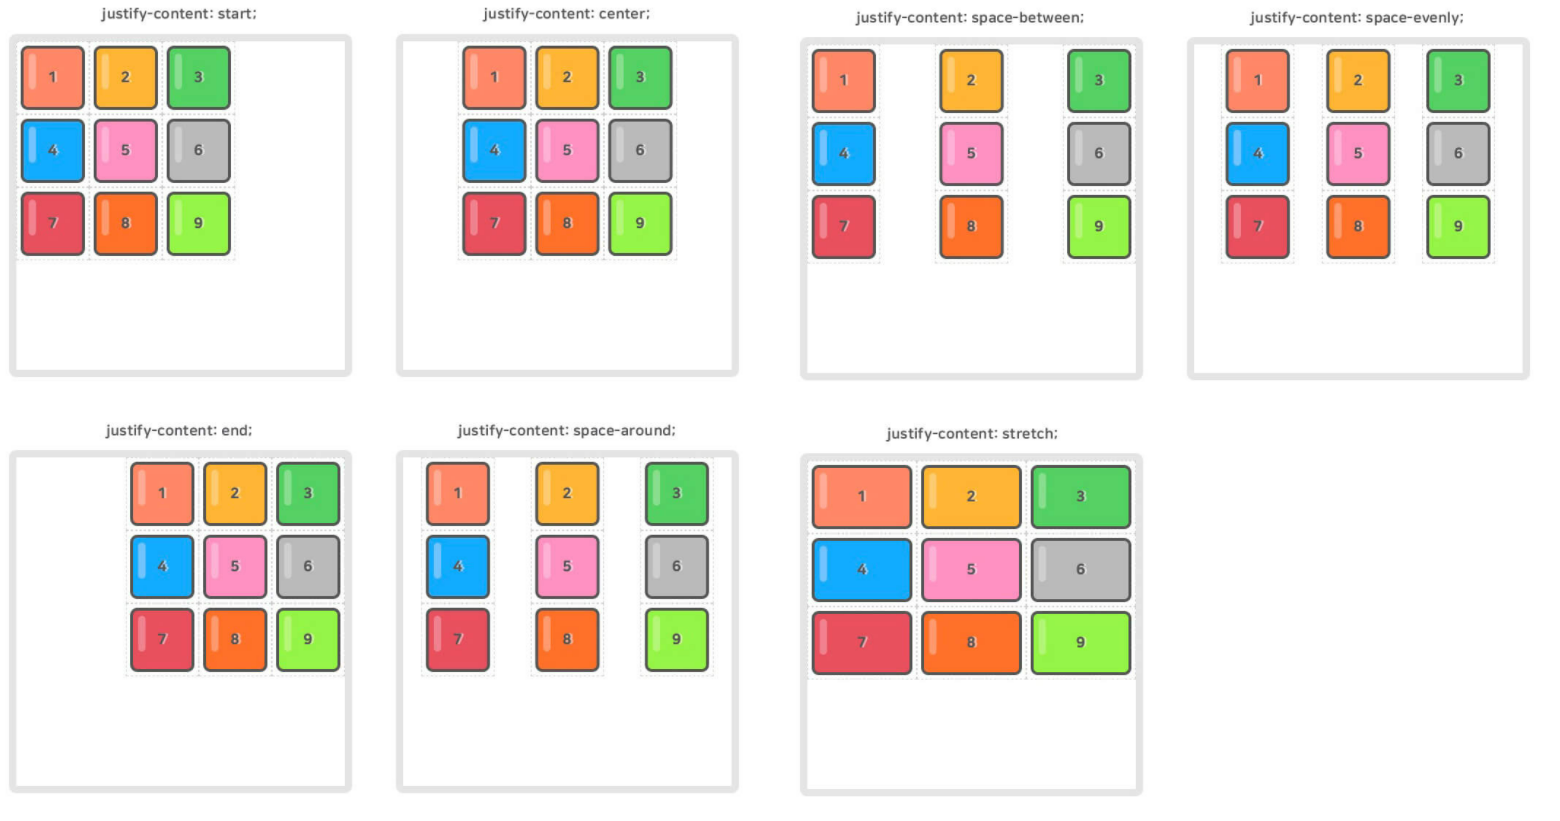 justify-content: start;
1 2 3
4 5 6
7 8 9
justify-content: center;
1 2 3
4 5 6
7 8 9
justify-content: space-between;
1 2 3
4 5 6
7 8 9
justify-content: space-evenly;
1 2 3
4 5 6
7 8 9
justify-content: end;
1 2 3
4 5 6
7 8 9
justify-content: space-around;
1 2 3
4 5 6
7 8 9
justify-content: stretch;
1 2 3
4 5 6
7 8 9